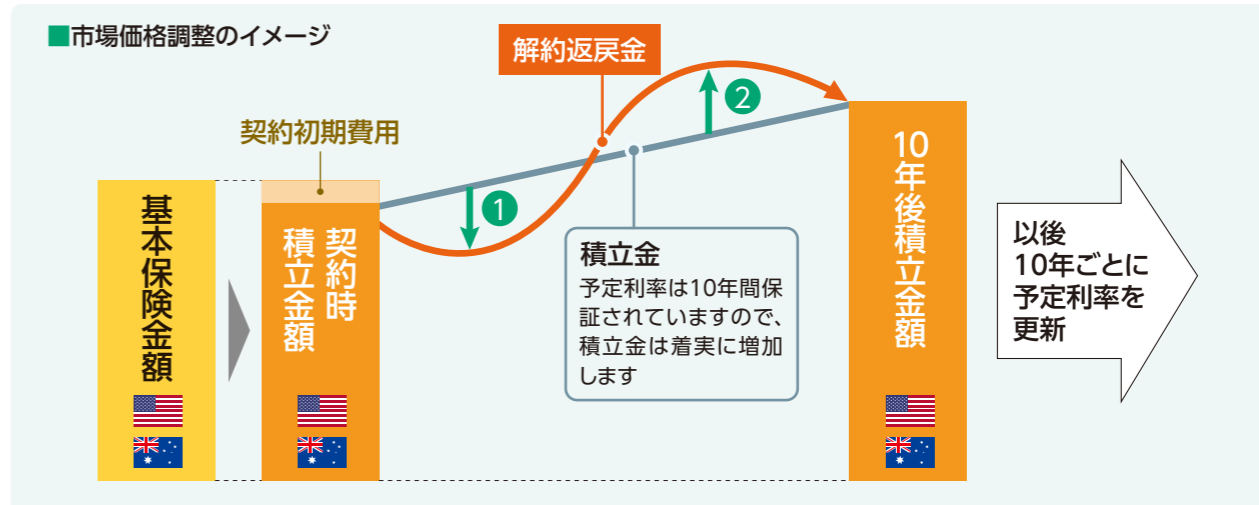 ■市場価格調整のイメージ
解約返戻金
契約初期費用
基本保険金額
契約時
積立金額
1
2
積立金
予定利率は10年間保
証されていますので、
積立金は着実に増加
します
10年後積立金額
以後
10年ごとに
予定利率を
更新